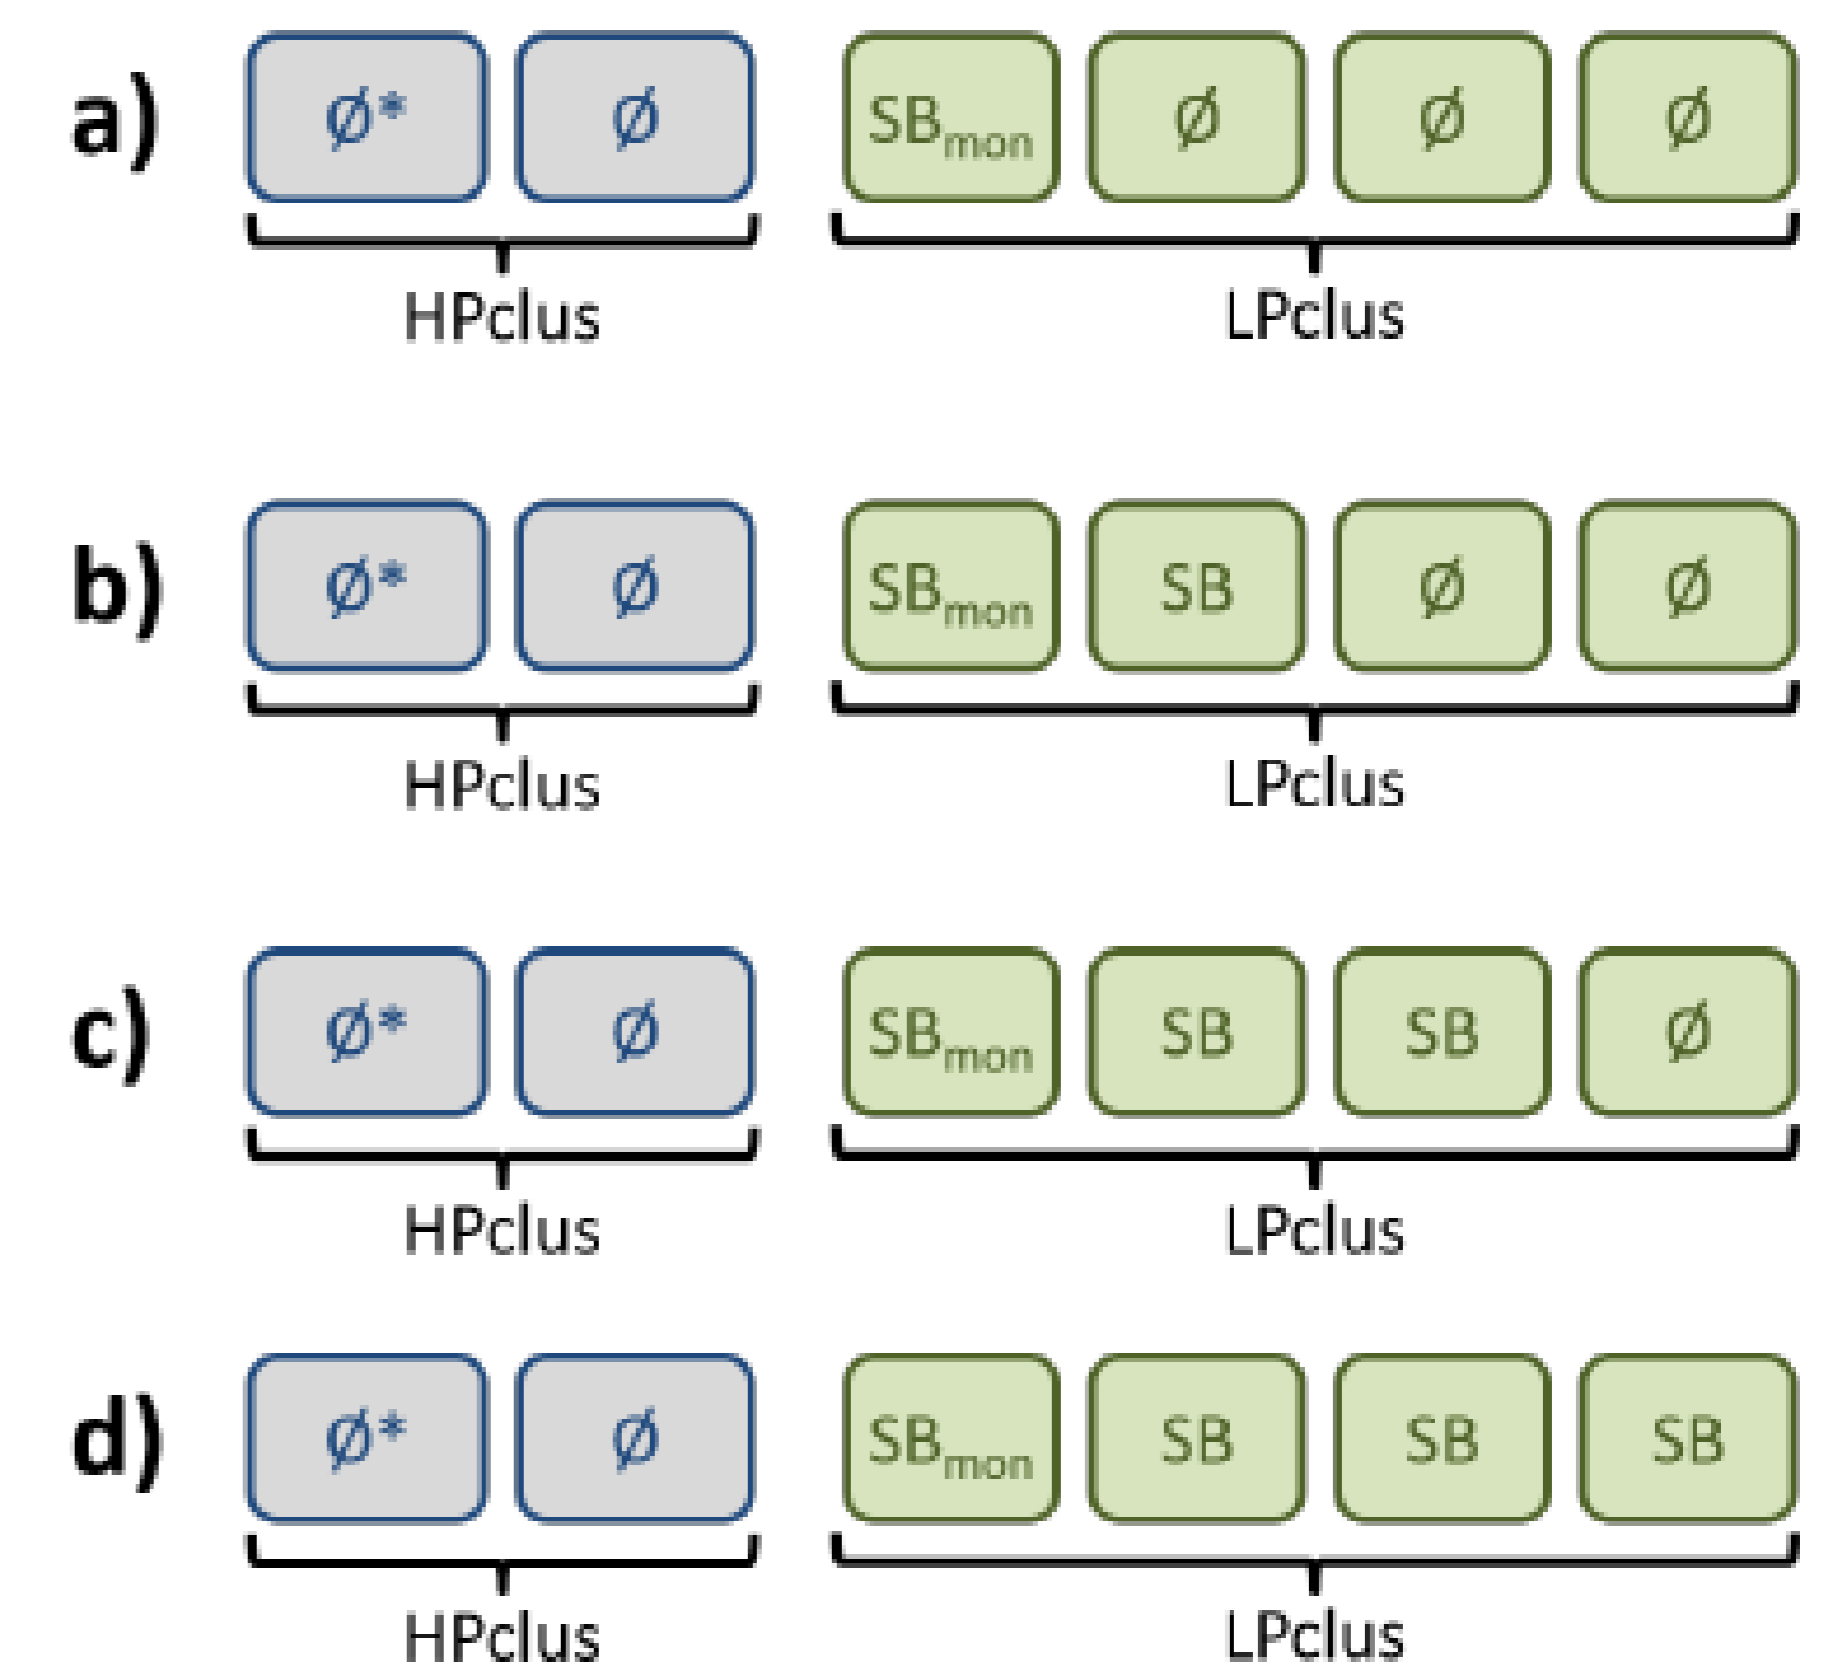 a) Ø* Ø SBmon Ø Ø Ø
HPclus LPclus
b) Ø* Ø SBmon SB Ø Ø
HPclus LPclus
c) Ø* Ø SBmon SB SB Ø
HPclus LPclus
d) Ø* Ø SBmon SB SB SB
HPclus LPclus